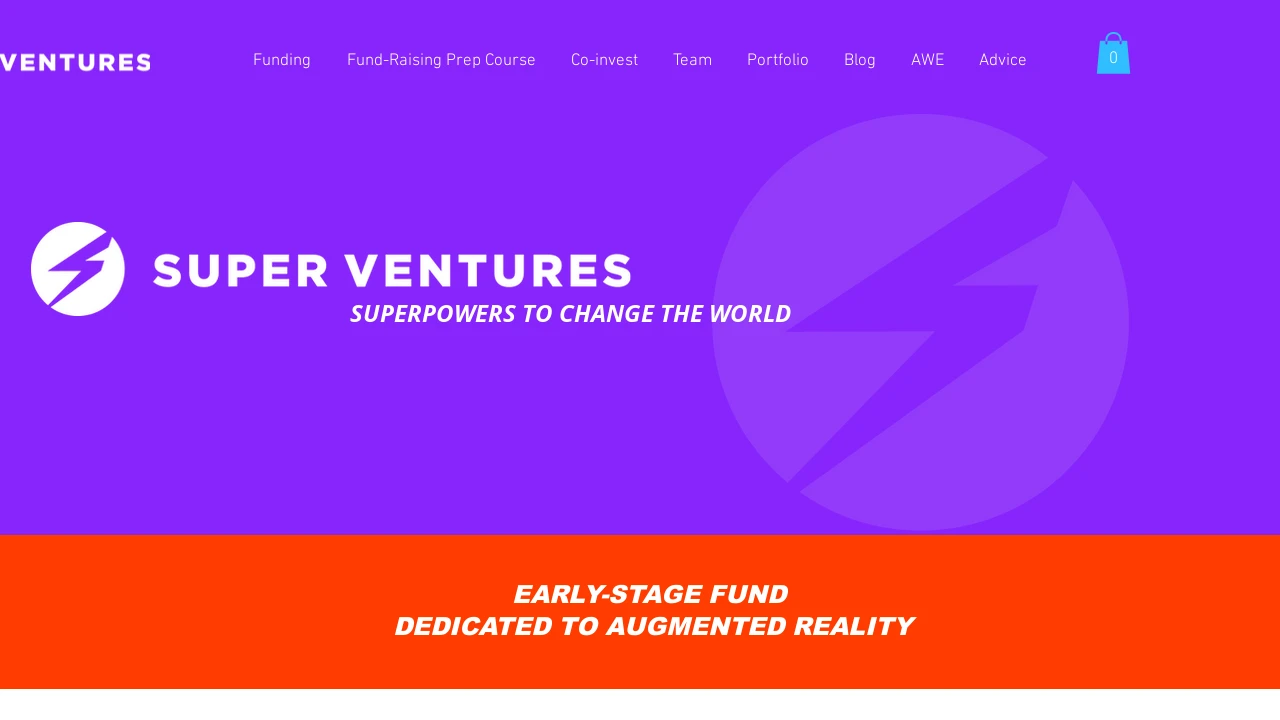 VENTURES
Funding Fund-Raising Prep Course Co-invest Team Portfolio Blog AWE Advice 0
SUPER VENTURES
SUPERPOWERS TO CHANGE THE WORLD
EARLY-STAGE FUND
DEDICATED TO AUGMENTED REALITY